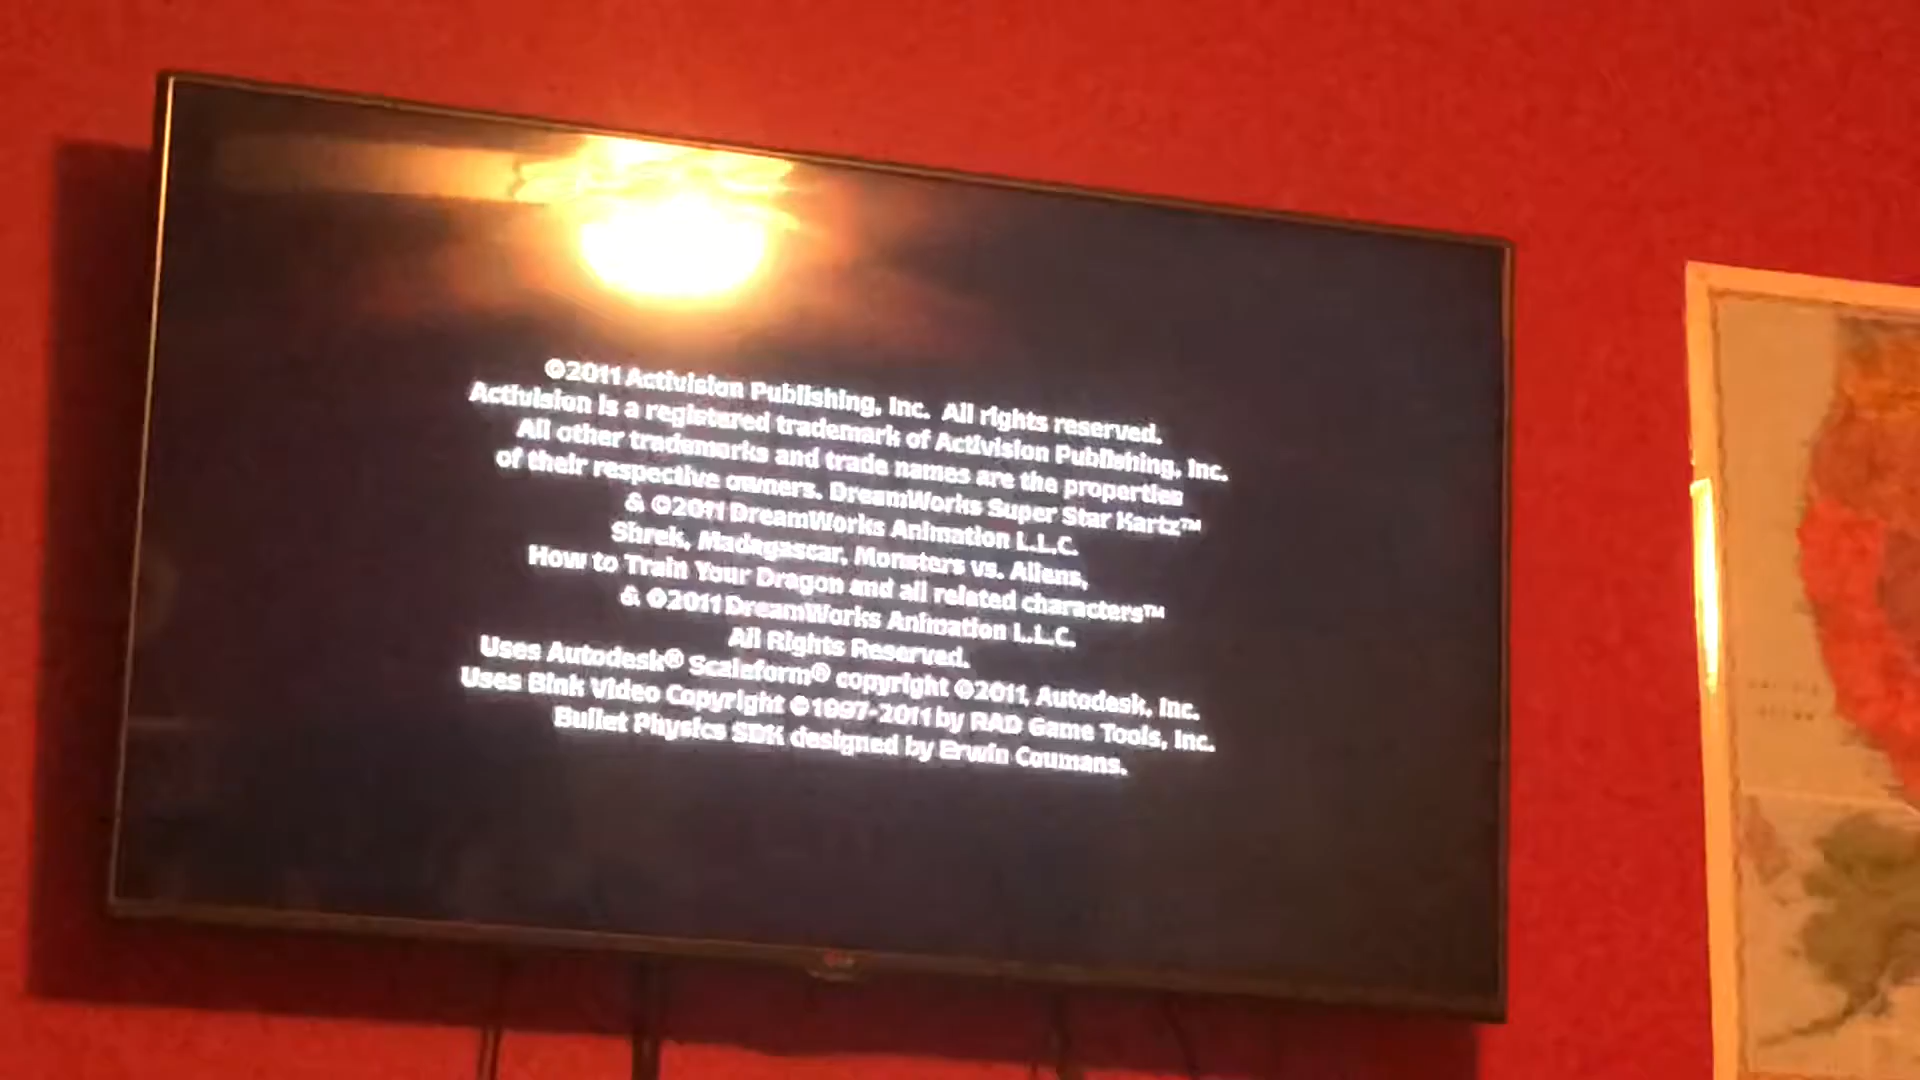 ©2011 Activision Publishing, Inc. All rights reserved.
Activision is a registered trademark of Activision Publishing, Inc.
All other trademarks and trade names are the properties
of their respective owners. DreamWorks Super Star Kartz™
& ©2011 DreamWorks Animation L.L.C.
Shrek, Madagascar, Monsters vs. Aliens,
How to Train Your Dragon and all related characters™
& ©2011 DreamWorks Animation L.L.C.
All Rights Reserved.
Uses Autodesk® Scaleform® copyright ©2011, Autodesk, Inc.
Uses Bink Video Copyright ©1997-2011 by RAD Game Tools, Inc.
Bullet Physics SDK designed by Erwin Coumans.